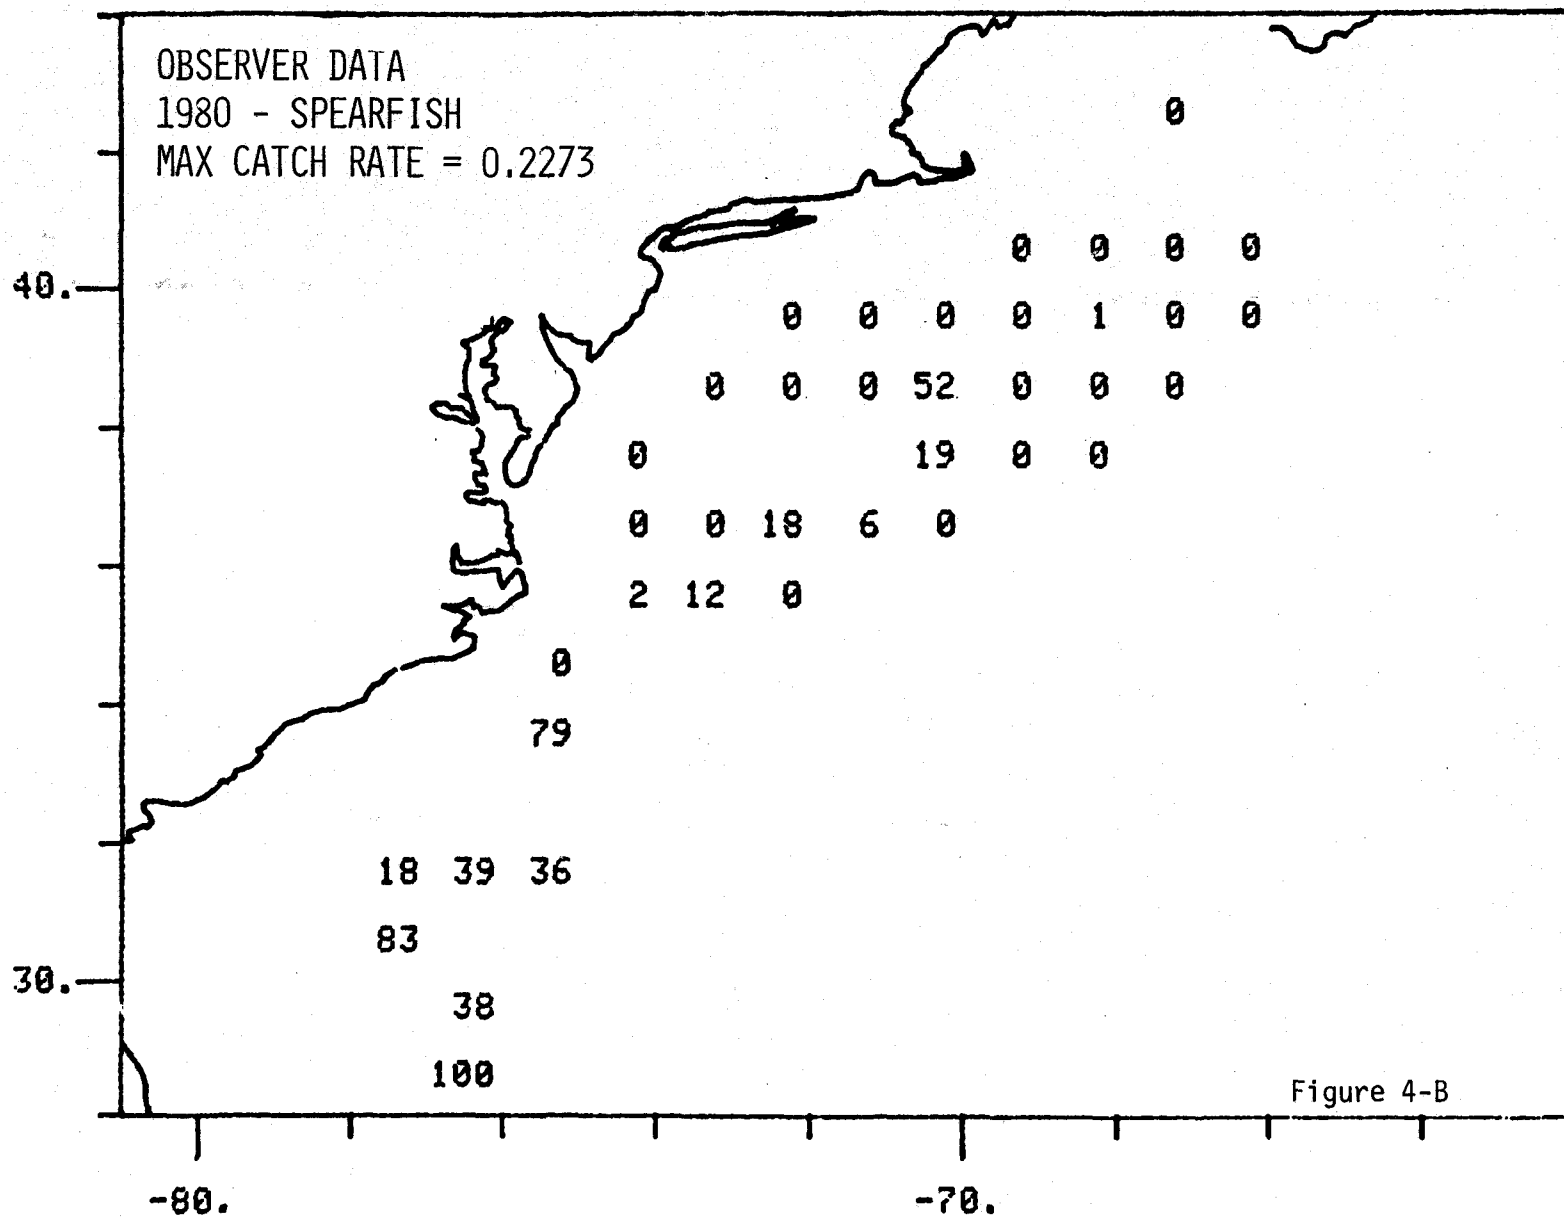 OBSERVER DATA
1980 - SPEARFISH
MAX CATCH RATE = 0.2273
0
0 0 0 0
40.
0 0 0 0 1 0 0
0 0 0 52 0 0 0
0 19 0 0
0 0 18 6 0
2 12 0
0
79
18 39 36
83
30.
38
100
Figure 4-B
-80. -70.